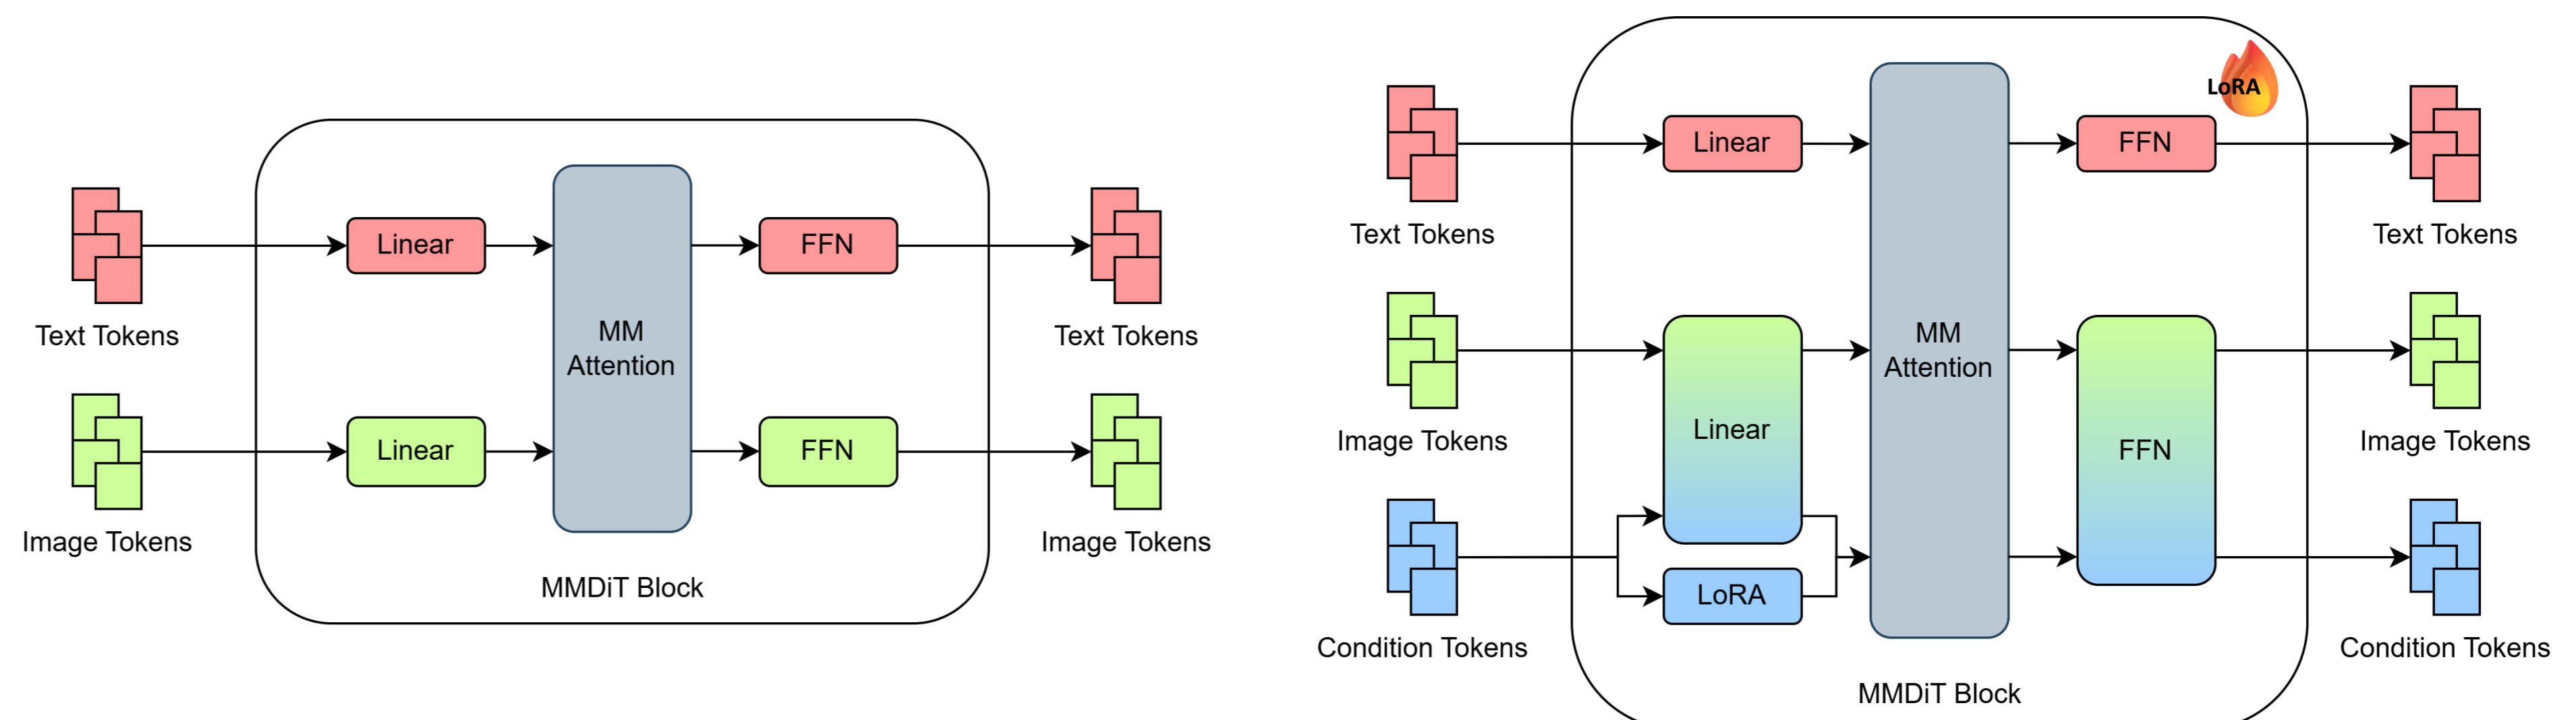 Linear
FFN
Text Tokens
Text Tokens
MM
Attention
Linear
FFN
Image Tokens
Image Tokens
MMDiT Block
LoRA
Linear
FFN
Text Tokens
Text Tokens
MM
Attention
Image Tokens
Linear
FFN
Image Tokens
LoRA
Condition Tokens
Condition Tokens
MMDiT Block